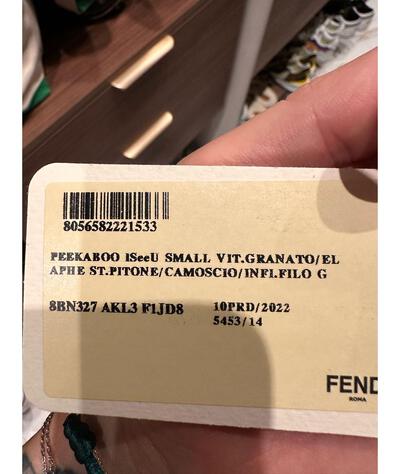 8056582221533
PEEKABOO ISeeU SMALL VIT.GRANATO/EL
APHE ST.PITONE/CAMOSCIO/INFI.FILO G
8BN327 AKL3 F1JD8 10PRD/2022
5453/14
FEND
ROMA